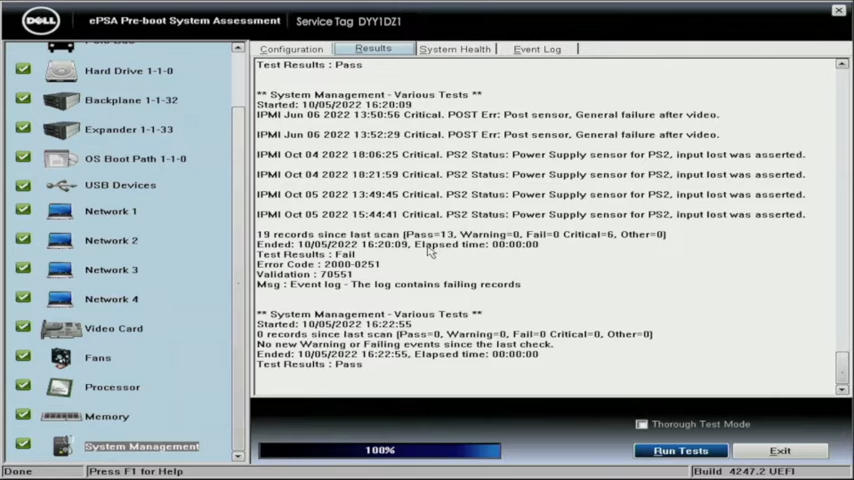 DELL
ePSA Pre-boot System Assessment
Service Tag DYY1DZ1
Configuration
Results
System Health
Event Log
Hard Drive 1-1-0
Backplane 1-1-32
Expander 1-1-33
OS Boot Path 1-1-0
USB Devices
Network 1
Network 2
Network 3
Network 4
Video Card
Fans
Processor
Memory
System Management
Test Results : Pass
** System Management - Various Tests **
Started: 10/05/2022 16:20:09
IPMI Jun 06 2022 13:50:56 Critical. POST Err: Post sensor, General failure after video.
IPMI Jun 06 2022 13:52:29 Critical. POST Err: Post sensor, General failure after video.
IPMI Oct 04 2022 18:06:25 Critical. PS2 Status: Power Supply sensor for PS2, input lost was asserted.
IPMI Oct 04 2022 18:21:59 Critical. PS2 Status: Power Supply sensor for PS2, input lost was asserted.
IPMI Oct 05 2022 13:49:45 Critical. PS2 Status: Power Supply sensor for PS2, input lost was asserted.
IPMI Oct 05 2022 15:44:41 Critical. PS2 Status: Power Supply sensor for PS2, input lost was asserted.
19 records since last scan [Pass=13, Warning=0, Fail=0 Critical=6, Other=0]
Ended: 10/05/2022 16:20:09, Elapsed time: 00:00:00
Test Results : Fail
Error Code : 2000-0251
Validation : 70551
Msg : Event log - The log contains failing records
** System Management - Various Tests **
Started: 10/05/2022 16:22:55
0 records since last scan [Pass=0, Warning=0, Fail=0 Critical=0, Other=0]
No new Warning or Failing events since the last check.
Ended: 10/05/2022 16:22:55, Elapsed time: 00:00:00
Test Results : Pass
Thorough Test Mode
100%
Run Tests
Exit
Done
Press F1 for Help
Build 4247.2 UEFI